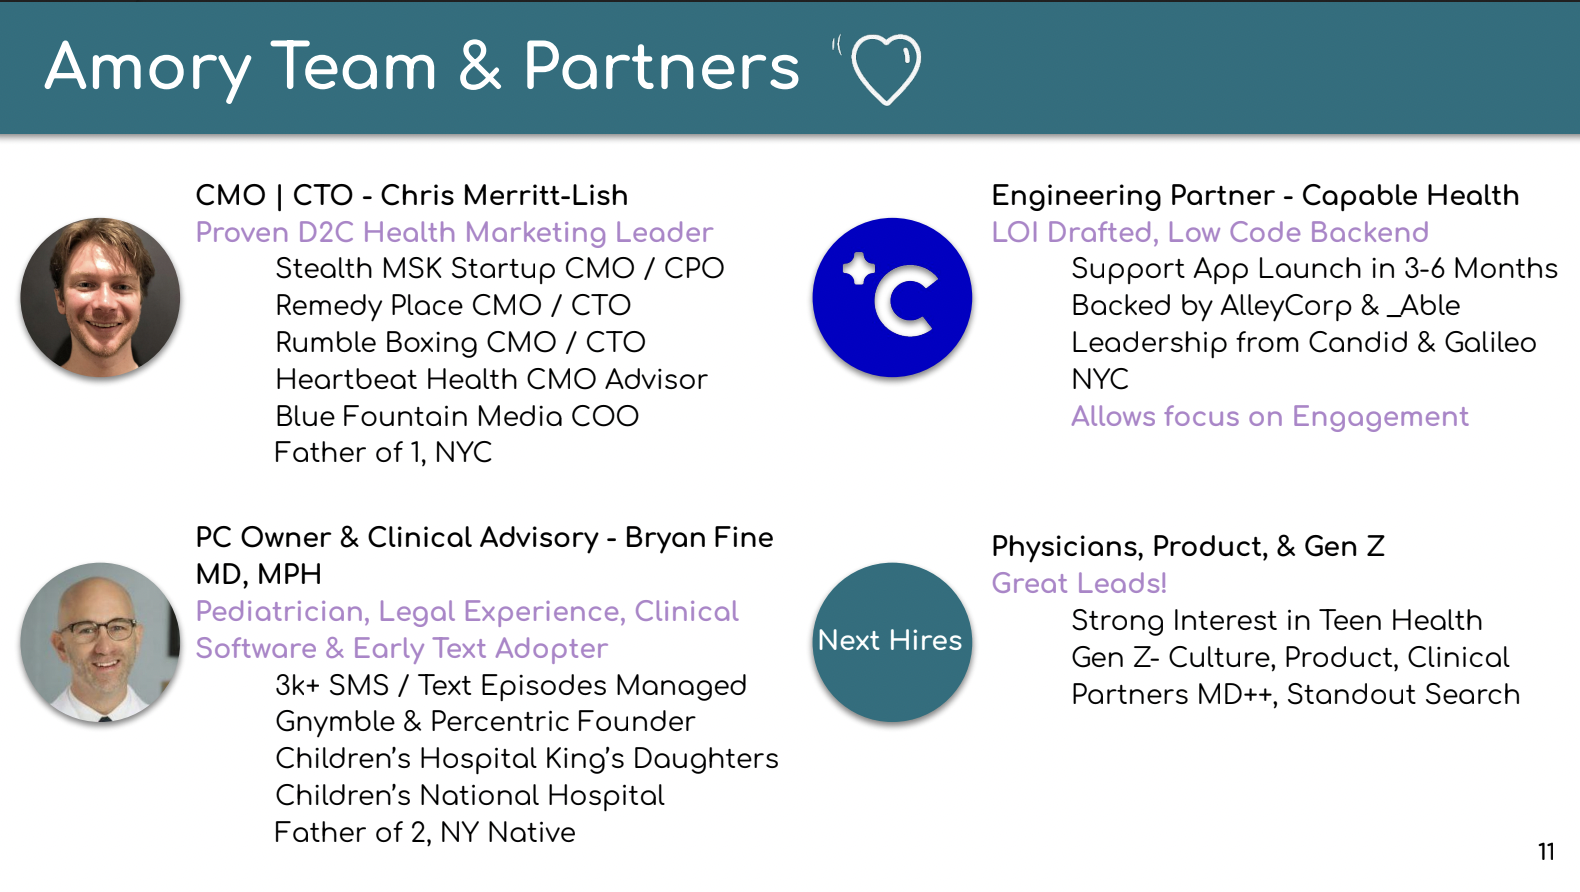 Amory Team & Partners
CMO | CTO - Chris Merritt-Lish
Proven D2C Health Marketing Leader
Stealth MSK Startup CMO / CPO
Remedy Place CMO / CTO
Rumble Boxing CMO / CTO
Heartbeat Health CMO Advisor
Blue Fountain Media COO
Father of 1, NYC
C
Engineering Partner - Capable Health
LOI Drafted, Low Code Backend
Support App Launch in 3-6 Months
Backed by AlleyCorp & _Able
Leadership from Candid & Galileo
NYC
Allows focus on Engagement
PC Owner & Clinical Advisory - Bryan Fine
MD, MPH
Pediatrician, Legal Experience, Clinical
Software & Early Text Adopter
3k+ SMS / Text Episodes Managed
Gnymble & Percentric Founder
Children’s Hospital King’s Daughters
Children’s National Hospital
Father of 2, NY Native
Next Hires
Physicians, Product, & Gen Z
Great Leads!
Strong Interest in Teen Health
Gen Z- Culture, Product, Clinical
Partners MD++, Standout Search
11